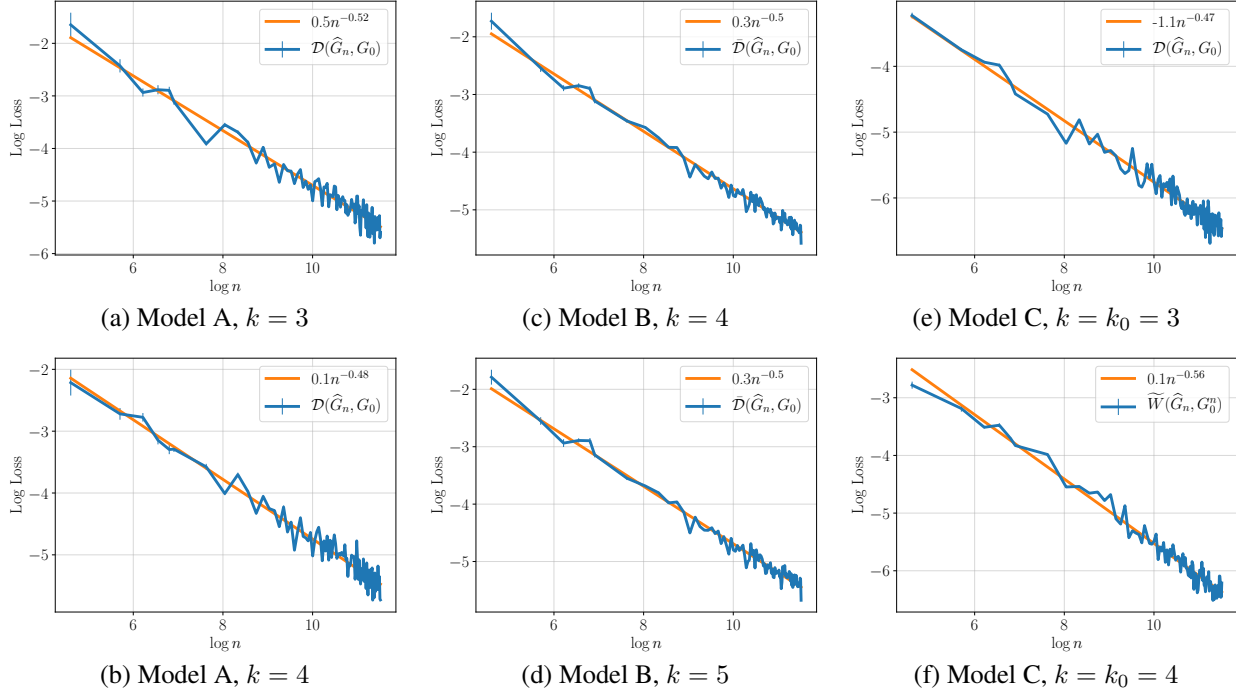 0.5n^{-0.52}
𝒟(Ĝ_n, G_0)
Log Loss
−2
−3
−4
−5
−6
6 8 10
log n
(a) Model A, k = 3
0.3n^{-0.5}
𝒟̄(Ĝ_n, G_0)
Log Loss
−2
−3
−4
−5
6 8 10
log n
(c) Model B, k = 4
-1.1n^{-0.47}
𝒟(Ĝ_n, G_0)
Log Loss
−4
−5
−6
6 8 10
log n
(e) Model C, k = k_0 = 3
0.1n^{-0.48}
𝒟(Ĝ_n, G_0)
Log Loss
−2
−3
−4
−5
6 8 10
log n
(b) Model A, k = 4
0.3n^{-0.5}
𝒟̄(Ĝ_n, G_0)
Log Loss
−2
−3
−4
−5
6 8 10
log n
(d) Model B, k = 5
0.1n^{-0.56}
W̃(Ĝ_n, G_0^n)
Log Loss
−3
−4
−5
−6
6 8 10
log n
(f) Model C, k = k_0 = 4